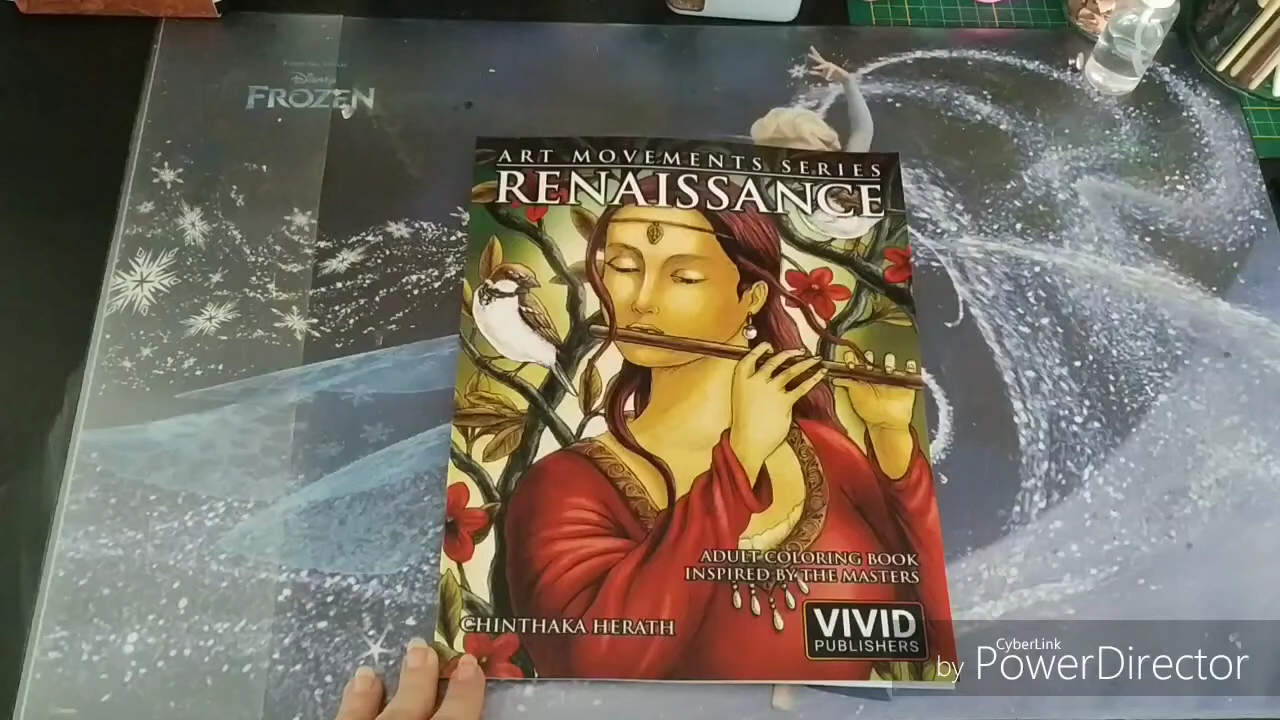 Disney
FROZEN
ART MOVEMENTS SERIES
RENAISSANCE
ADULT COLORING BOOK
INSPIRED BY THE MASTERS
CHINTHAKA HERATH
VIVID
PUBLISHERS
CyberLink
by PowerDirector